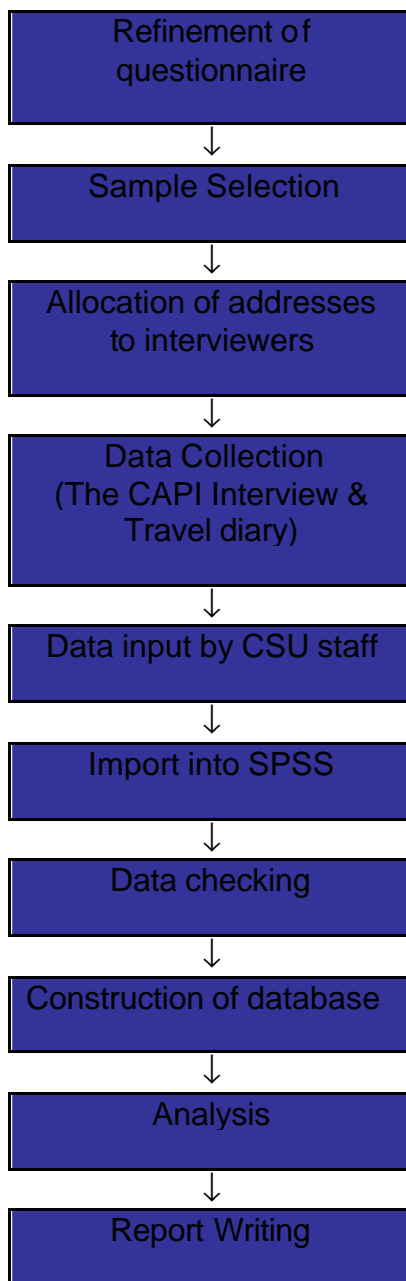 Refinement of
questionnaire
↓
Sample Selection
↓
Allocation of addresses
to interviewers
↓
Data Collection
(The CAPI Interview &
Travel diary)
↓
Data input by CSU staff
↓
Import into SPSS
↓
Data checking
↓
Construction of database
↓
Analysis
↓
Report Writing